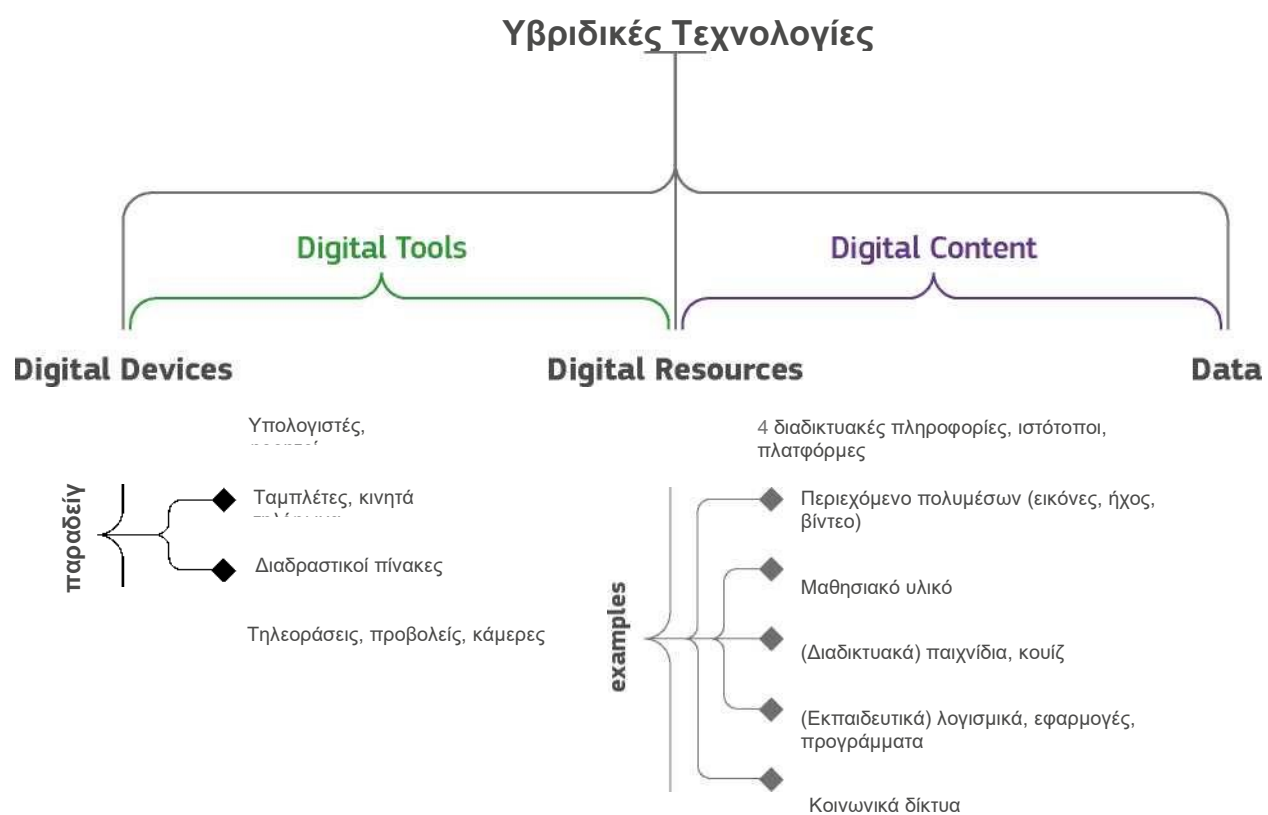 Υβριδικές Τεχνολογίες
Digital Tools
Digital Content
Digital Devices
Digital Resources
Data
Υπολογιστές,
παραδείγ
Ταμπλέτες, κινητά
Διαδραστικοί πίνακες
Τηλεοράσεις, προβολείς, κάμερες
examples
4 διαδικτυακές πληροφορίες, ιστότοποι,
πλατφόρμες
Περιεχόμενο πολυμέσων (εικόνες, ήχος,
βίντεο)
Μαθησιακό υλικό
(Διαδικτυακά) παιχνίδια, κουίζ
(Εκπαιδευτικά) λογισμικά, εφαρμογές,
προγράμματα
Κοινωνικά δίκτυα